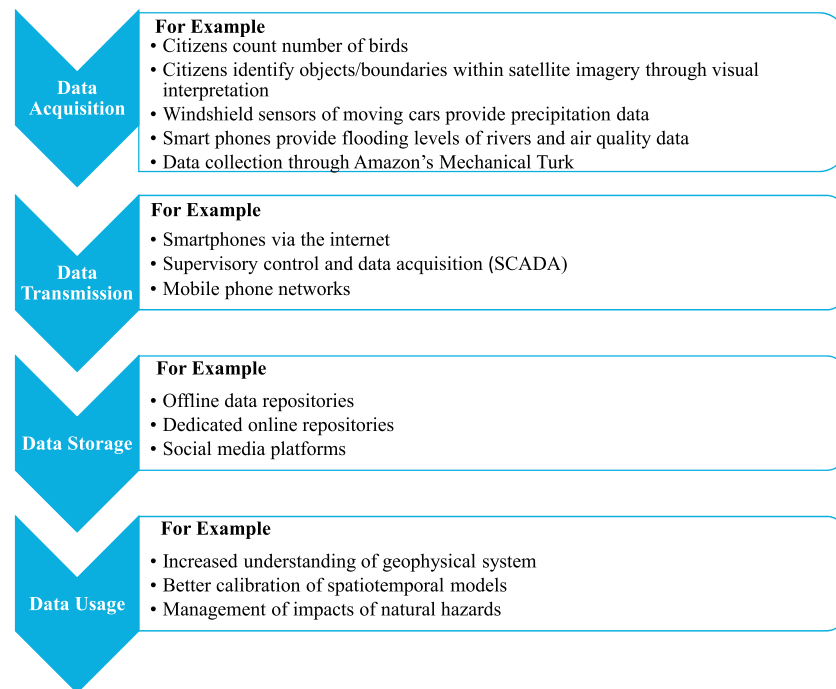 For Example
Data
Acquisition
• Citizens count number of birds
• Citizens identify objects/boundaries within satellite imagery through visual
interpretation
• Windshield sensors of moving cars provide precipitation data
• Smart phones provide flooding levels of rivers and air quality data
• Data collection through Amazon's Mechanical Turk
Data
Transmission
For Example
• Smartphones via the internet
• Supervisory control and data acquisition (SCADA)
• Mobile phone networks
Data Storage
For Example
• Offline data repositories
• Dedicated online repositories
• Social media platforms
Data Usage
For Example
• Increased understanding of geophysical system
• Better calibration of spatiotemporal models
• Management of impacts of natural hazards